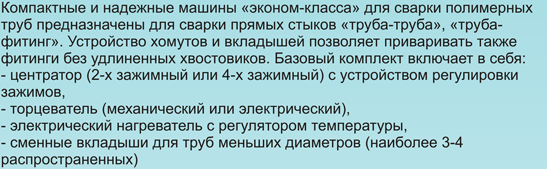 Компактные и надежные машины «эконом-класса» для сварки полимерных
труб предназначены для сварки прямых стыков «труба-труба», «труба-
фитинг». Устройство хомутов и вкладышей позволяет приваривать также
фитинги без удлиненных хвостовиков. Базовый комплект включает в себя:
- центратор (2-х зажимный или 4-х зажимный) с устройством регулировки
зажимов,
- торцеватель (механический или электрический),
- электрический нагреватель с регулятором температуры,
- сменные вкладыши для труб меньших диаметров (наиболее 3-4
распространенных)